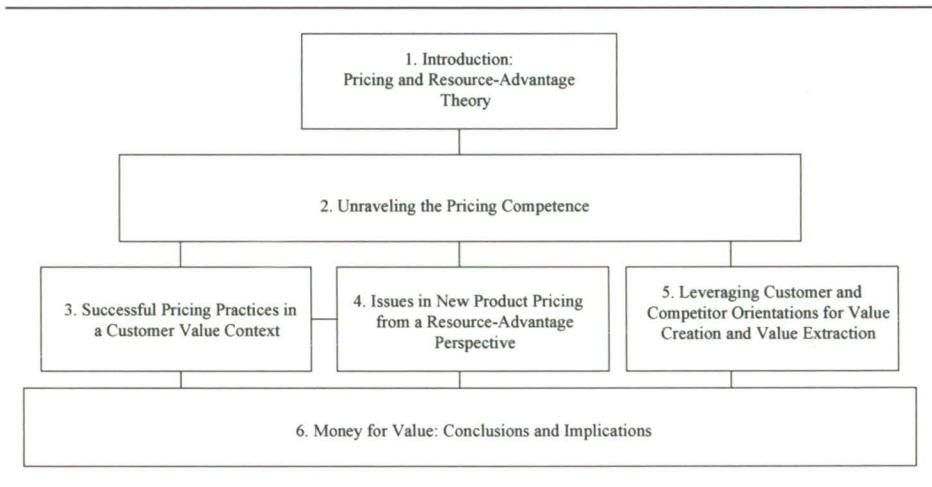 1. Introduction:
Pricing and Resource-Advantage
Theory
2. Unraveling the Pricing Competence
3. Successful Pricing Practices in
a Customer Value Context
4. Issues in New Product Pricing
from a Resource-Advantage
Perspective
5. Leveraging Customer and
Competitor Orientations for Value
Creation and Value Extraction
6. Money for Value: Conclusions and Implications